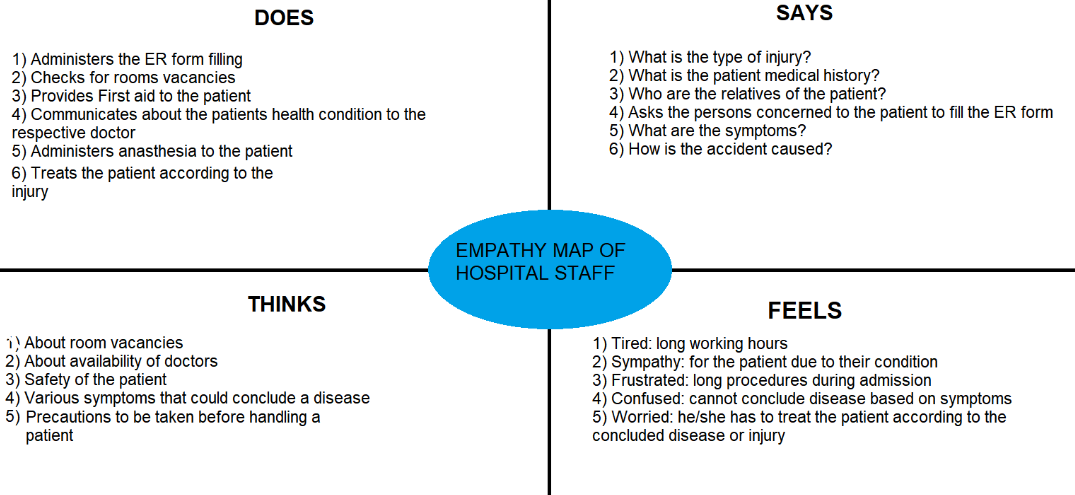 DOES
1) Administers the ER form filling
2) Checks for rooms vacancies
3) Provides First aid to the patient
4) Communicates about the patients health condition to the
respective doctor
5) Administers anasthesia to the patient
6) Treats the patient according to the
injury
SAYS
1) What is the type of injury?
2) What is the patient medical history?
3) Who are the relatives of the patient?
4) Asks the persons concerned to the patient to fill the ER form
5) What are the symptoms?
6) How is the accident caused?
EMPATHY MAP OF
HOSPITAL STAFF
THINKS
1) About room vacancies
2) About availability of doctors
3) Safety of the patient
4) Various symptoms that could conclude a disease
5) Precautions to be taken before handling a
patient
FEELS
1) Tired: long working hours
2) Sympathy: for the patient due to their condition
3) Frustrated: long procedures during admission
4) Confused: cannot conclude disease based on symptoms
5) Worried: he/she has to treat the patient according to the
concluded disease or injury